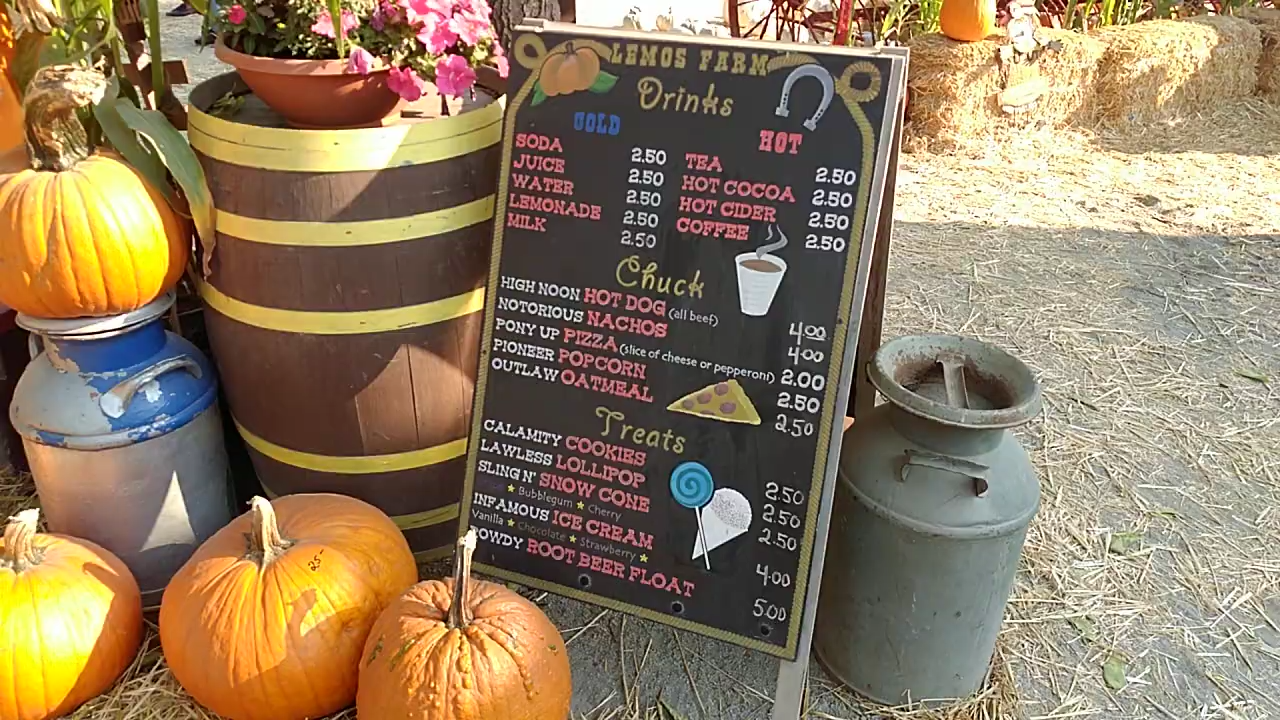 LEMOS FARM
Drinks
COLD
SODA 2.50
JUICE 2.50
WATER 2.50
LEMONADE 2.50
MILK 2.50
HOT
TEA 2.50
HOT COCOA 2.50
HOT CIDER 2.50
COFFEE 2.50
Chuck
HIGH NOON HOT DOG (all beef) 4.00
NOTORIOUS NACHOS 4.00
PONY UP PIZZA (slice of cheese or pepperoni) 2.00
PIONEER POPCORN 2.50
OUTLAW OATMEAL 2.50
Treats
CALAMITY COOKIES 2.50
LAWLESS LOLLIPOP 2.50
SLING N' SNOW CONE 2.50
Bubblegum Cherry
INFAMOUS ICE CREAM 4.00
Vanilla Chocolate Strawberry
ROWDY ROOT BEER FLOAT 5.00
25-